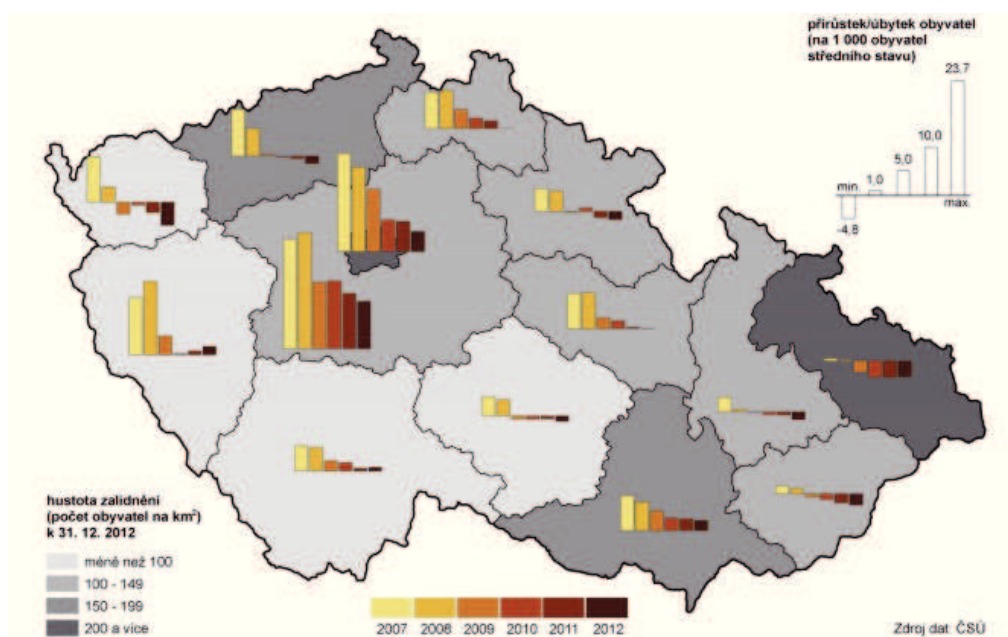 přirůstek/úbytek obyvatel
(na 1 000 obyvatel
středního stavu)
23,7
10,0
5,0
1,0
min.
max.
-4,8
hustota zalidnění
(počet obyvatel na km²)
k 31. 12. 2012
méně než 100
100 - 149
150 - 199
200 a více
2007 2008 2009 2010 2011 2012
Zdroj dat: ČSÚ